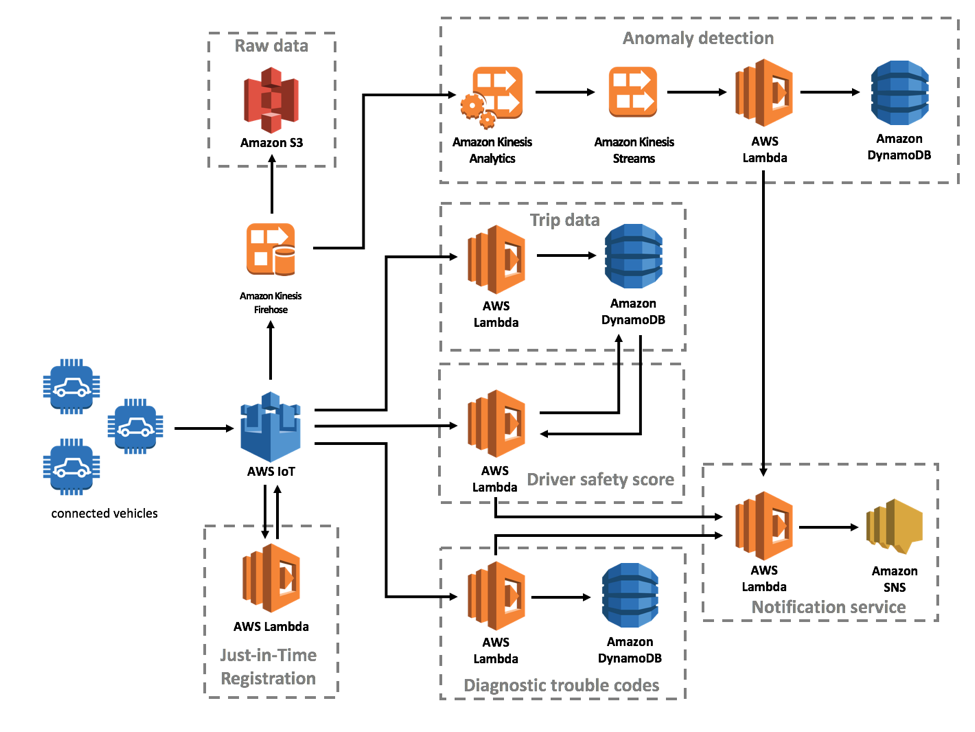 Raw data
Amazon S3
Anomaly detection
Amazon Kinesis
Analytics
Amazon Kinesis
Streams
AWS
Lambda
Amazon
DynamoDB
Amazon Kinesis
Firehose
Trip data
AWS
Lambda
Amazon
DynamoDB
connected vehicles
AWS IoT
AWS
Lambda
Driver safety score
AWS Lambda
Just-in-Time
Registration
AWS
Lambda
Amazon
DynamoDB
Diagnostic trouble codes
AWS
Lambda
Amazon
SNS
Notification service